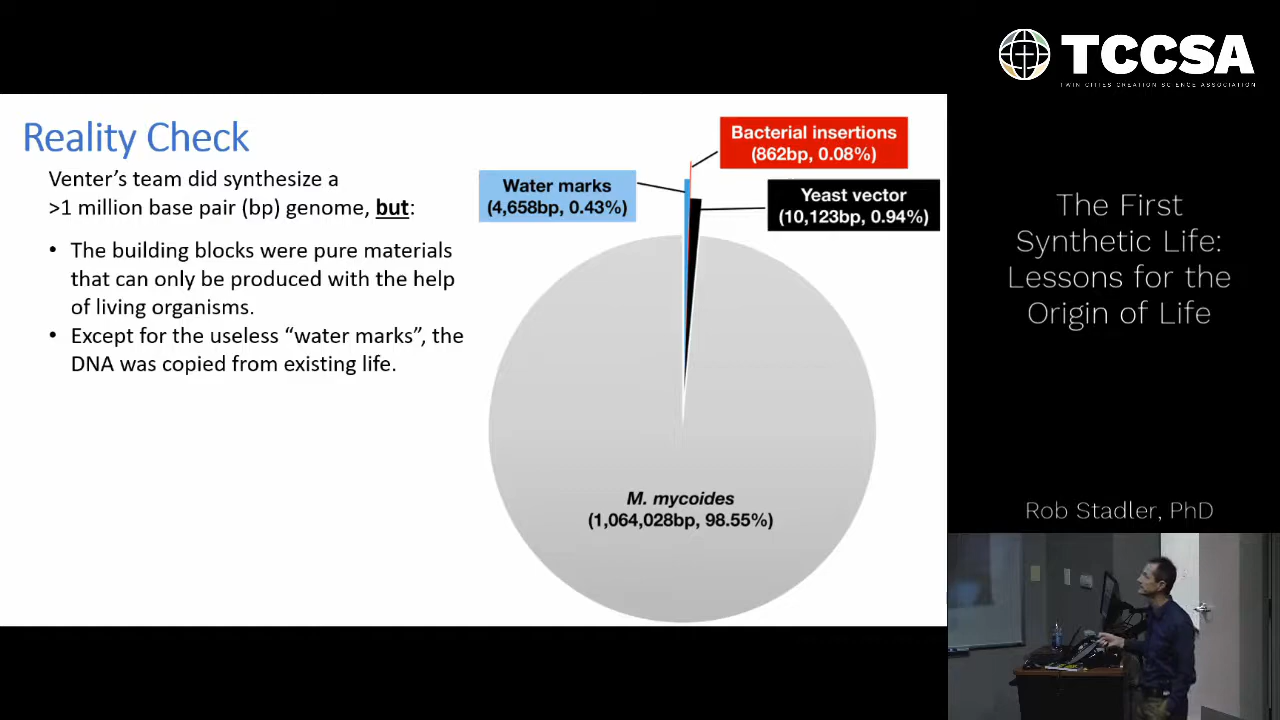 TCCSA
TWIN CITIES CREATION SCIENCE ASSOCIATION
Reality Check
Venter’s team did synthesize a
>1 million base pair (bp) genome, but:
• The building blocks were pure materials
that can only be produced with the help
of living organisms.
• Except for the useless “water marks”, the
DNA was copied from existing life.
Bacterial insertions
(862bp, 0.08%)
Water marks
(4,658bp, 0.43%)
Yeast vector
(10,123bp, 0.94%)
M. mycoides
(1,064,028bp, 98.55%)
The First
Synthetic Life:
Lessons for the
Origin of Life
Rob Stadler, PhD